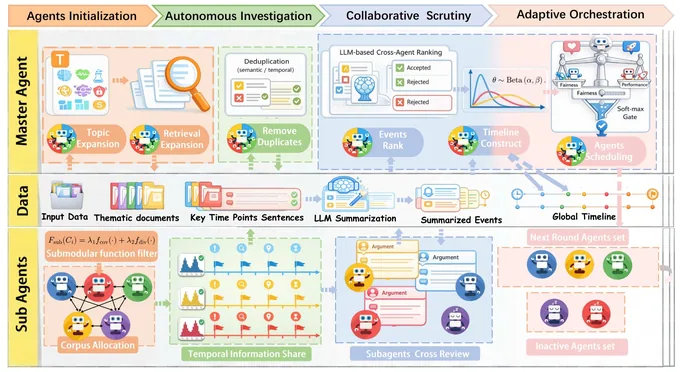 Agents Initialization
Autonomous Investigation
Collaborative Scrutiny
Adaptive Orchestration
Master Agent
T
Topic Expansion
Retrieval Expansion
Deduplication
(semantic / temporal)
Remove Duplicates
LLM-based Cross-Agent Ranking
Accepted
Rejected
Rejected
Events Rank
θ ~ Beta (α, β)
Timeline Construct
Fairness
Performance
Fairness
Soft-max Gate
Agents Scheduling
Data
Input Data
Thematic documents
Key Time Points Sentences
LLM Summarization
Summarized Events
Global Timeline
Sub Agents
F_sub(C_i) = λ_1 f_cov(·) + λ_2 f_div(·)
Submodular function filter
Corpus Allocation
Temporal Information Share
Argument
Argument
Argument
Subagents Cross Review
Next Round Agents set
Inactive Agents set